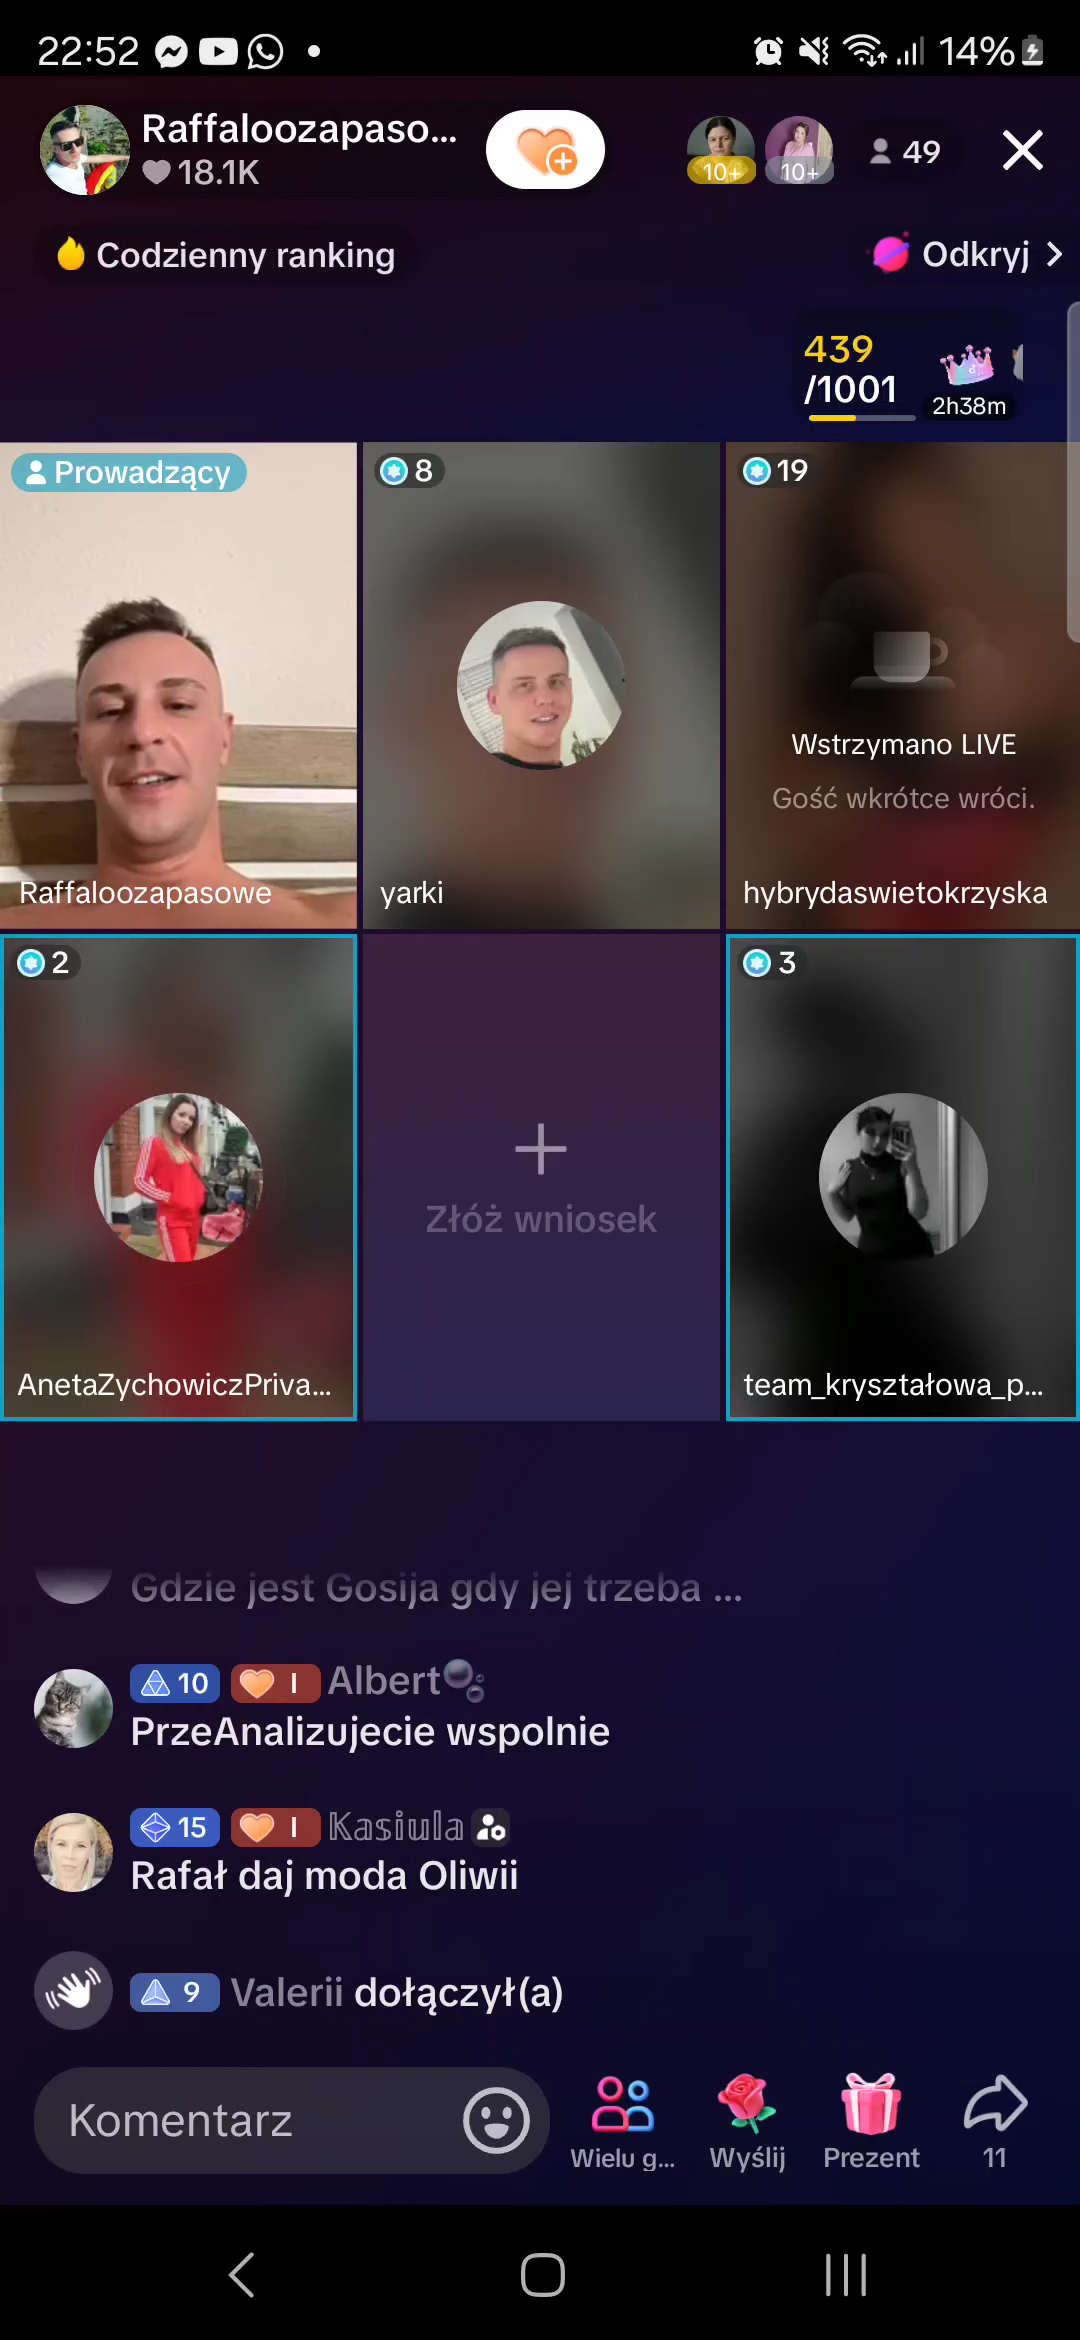 22:52
14%
Raffaloozapaso...
18.1K
10+
10+
49
Codzienny ranking
Odkryj
439
/1001
2h38m
Prowadzący
8
19
Wstrzymano LIVE
Gość wkrótce wróci.
Raffaloozapasowe
yarki
hybrydaswietokrzyska
2
3
Złóż wniosek
AnetaZychowiczPriva...
team_kryształowa_p...
Gdzie jest Gosija gdy jej trzeba ...
10 I Albert
PrzeAnalizujecie wspolnie
15 I 𝕂𝕒𝕤𝕚𝕦𝕝𝕒
Rafał daj moda Oliwii
9 Valerii dołączył(a)
Komentarz
Wielu g...
Wyślij
Prezent
11